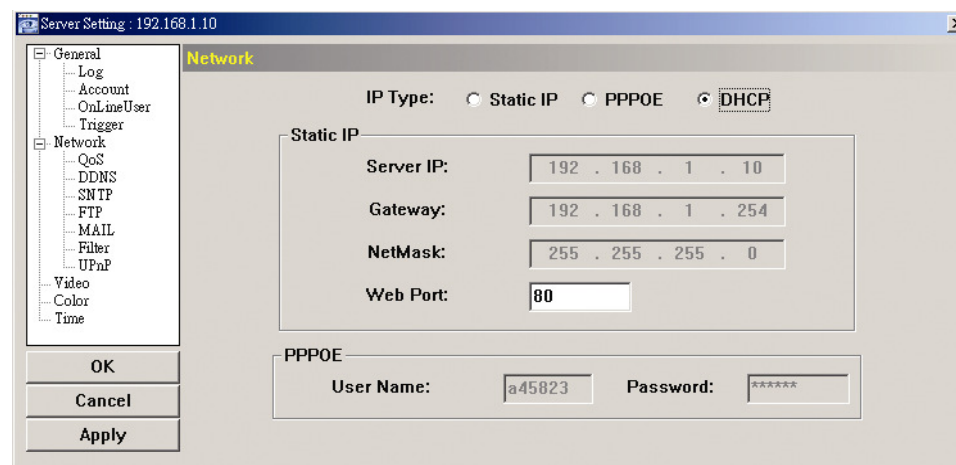 Server Setting : 192.168.1.10
General
Log
Account
OnLineUser
Trigger
Network
QoS
DDNS
SNTP
FTP
MAIL
Filter
UPnP
Video
Color
Time
OK
Cancel
Apply
Network
IP Type: Static IP PPPOE DHCP
Static IP
Server IP: 192 . 168 . 1 . 10
Gateway: 192 . 168 . 1 . 254
NetMask: 255 . 255 . 255 . 0
Web Port: 80
PPPOE
User Name: a45823 Password: ******